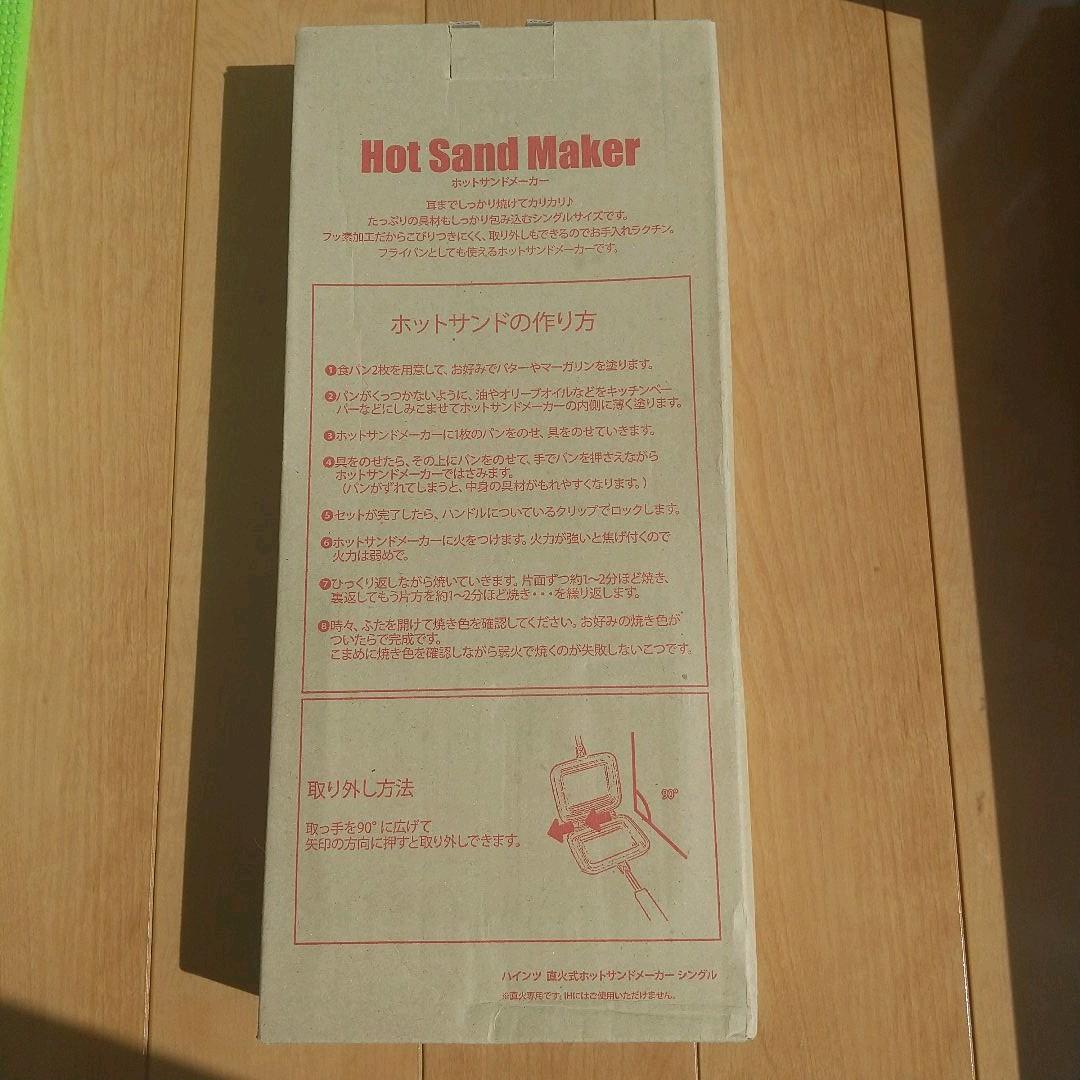 Hot Sand Maker
ホットサンドメーカー
耳までしっかり焼けてカリカリ♪
たっぷりの具材もしっかり包み込むシングルサイズです。
フッ素加工だからこびりつきにくく、取り外しもできるのでお手入れラクチン。
フライパンとしても使えるホットサンドメーカーです。
ホットサンドの作り方
❶食パン2枚を用意して、お好みでバターやマーガリンを塗ります。
❷パンがくっつかないように、油やオリーブオイルなどをキッチンペー
パーなどにしみこませてホットサンドメーカーの内側に薄く塗ります。
❸ホットサンドメーカーに1枚のパンをのせ、具をのせていきます。
❹具をのせたら、その上にパンをのせて、手でパンを押さえながら
ホットサンドメーカーではさみます。
（パンがずれてしまうと、中身の具材がもれやすくなります。）
❺セットが完了したら、ハンドルについているクリップでロックします。
❻ホットサンドメーカーに火をつけます。火力が強いと焦げ付くので
火力は弱めで。
❼ひっくり返しながら焼いていきます。片面ずつ約1〜2分ほど焼き、
裏返してもう片方を約1〜2分ほど焼き・・・を繰り返します。
❽時々、ふたを開けて焼き色を確認してください。お好みの焼き色が
ついたらで完成です。
こまめに焼き色を確認しながら弱火で焼くのが失敗しないこつです。
取り外し方法
取っ手を90°に広げて
矢印の方向に押すと取り外しできます。
90°
ハインツ 直火式ホットサンドメーカー シングル
※直火専用です。IHにはご使用いただけません。